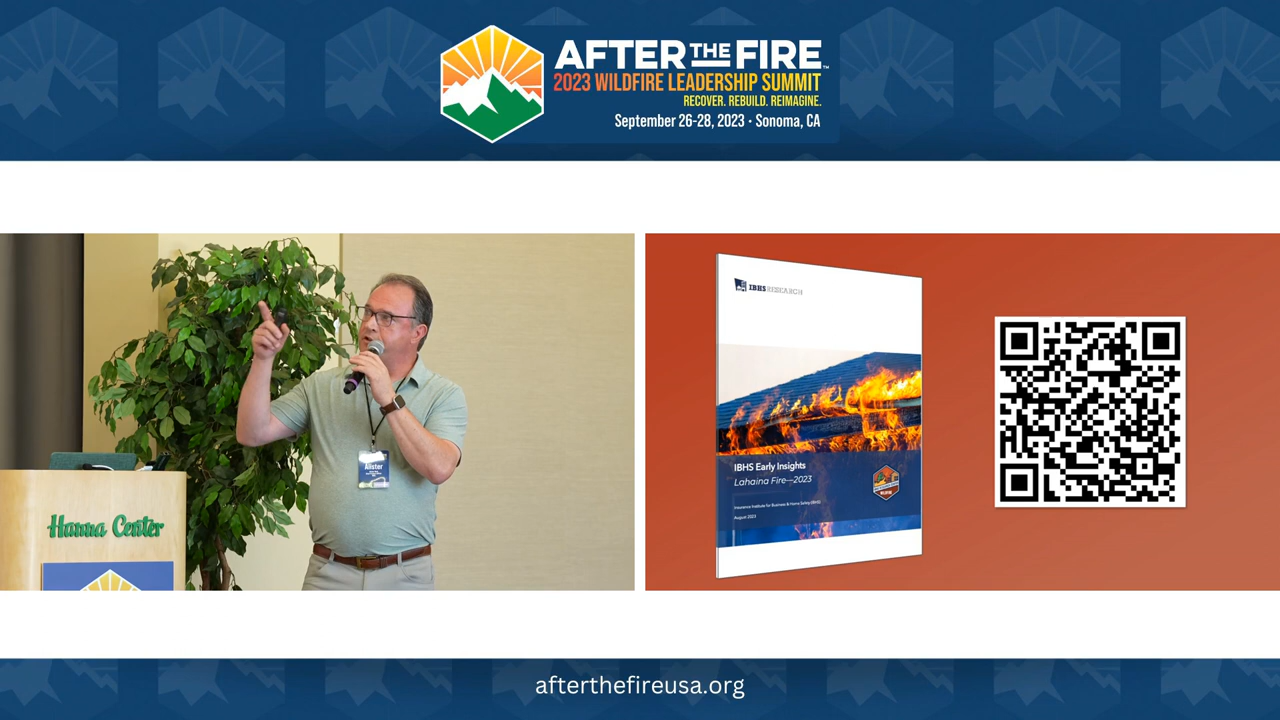 AFTER THE FIRE™
2023 WILDFIRE LEADERSHIP SUMMIT
RECOVER. REBUILD. REIMAGINE.
September 26-28, 2023 • Sonoma, CA
Alister
Hanna Center
IBHS RESEARCH
IBHS Early Insights
Lahaina Fire—2023
Insurance Institute for Business & Home Safety (IBHS)
August 2023
afterthefireusa.org